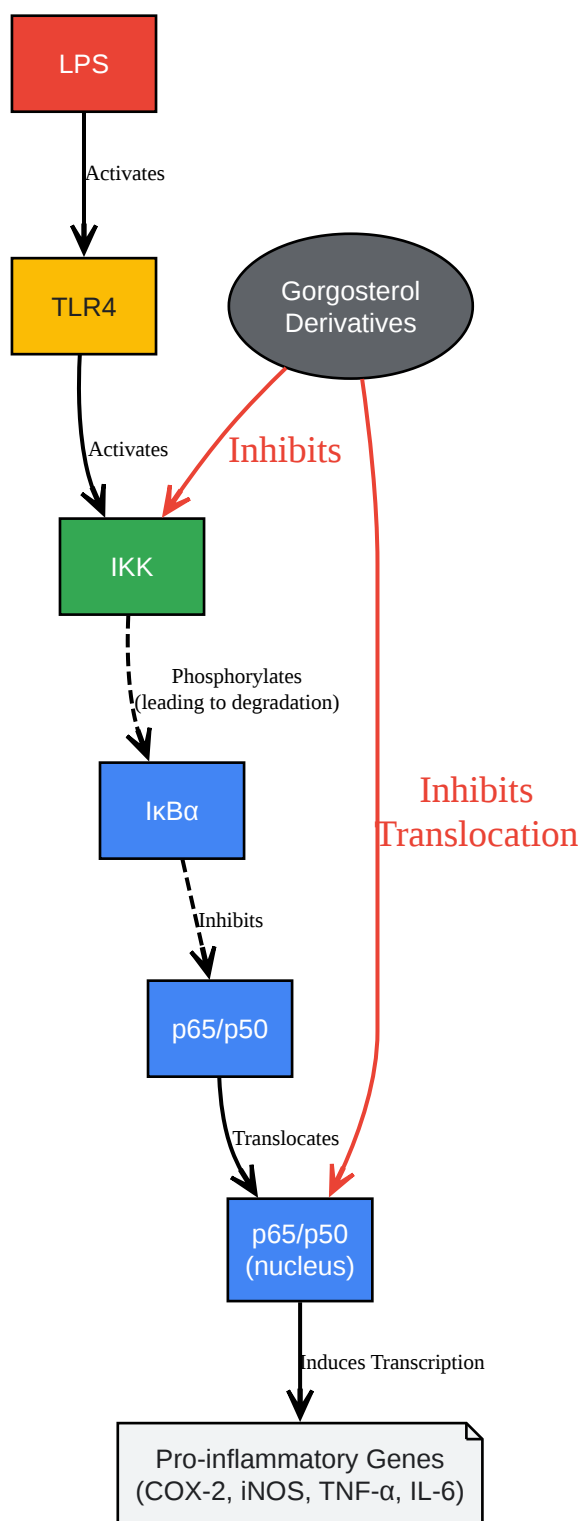 LPS
Activates
TLR4
Gorgosterol
Derivatives
Activates
Inhibits
IKK
Phosphorylates
(leading to degradation)
IκBα
Inhibits
Translocation
Inhibits
p65/p50
Translocates
p65/p50
(nucleus)
Induces Transcription
Pro-inflammatory Genes
(COX-2, iNOS, TNF-α, IL-6)